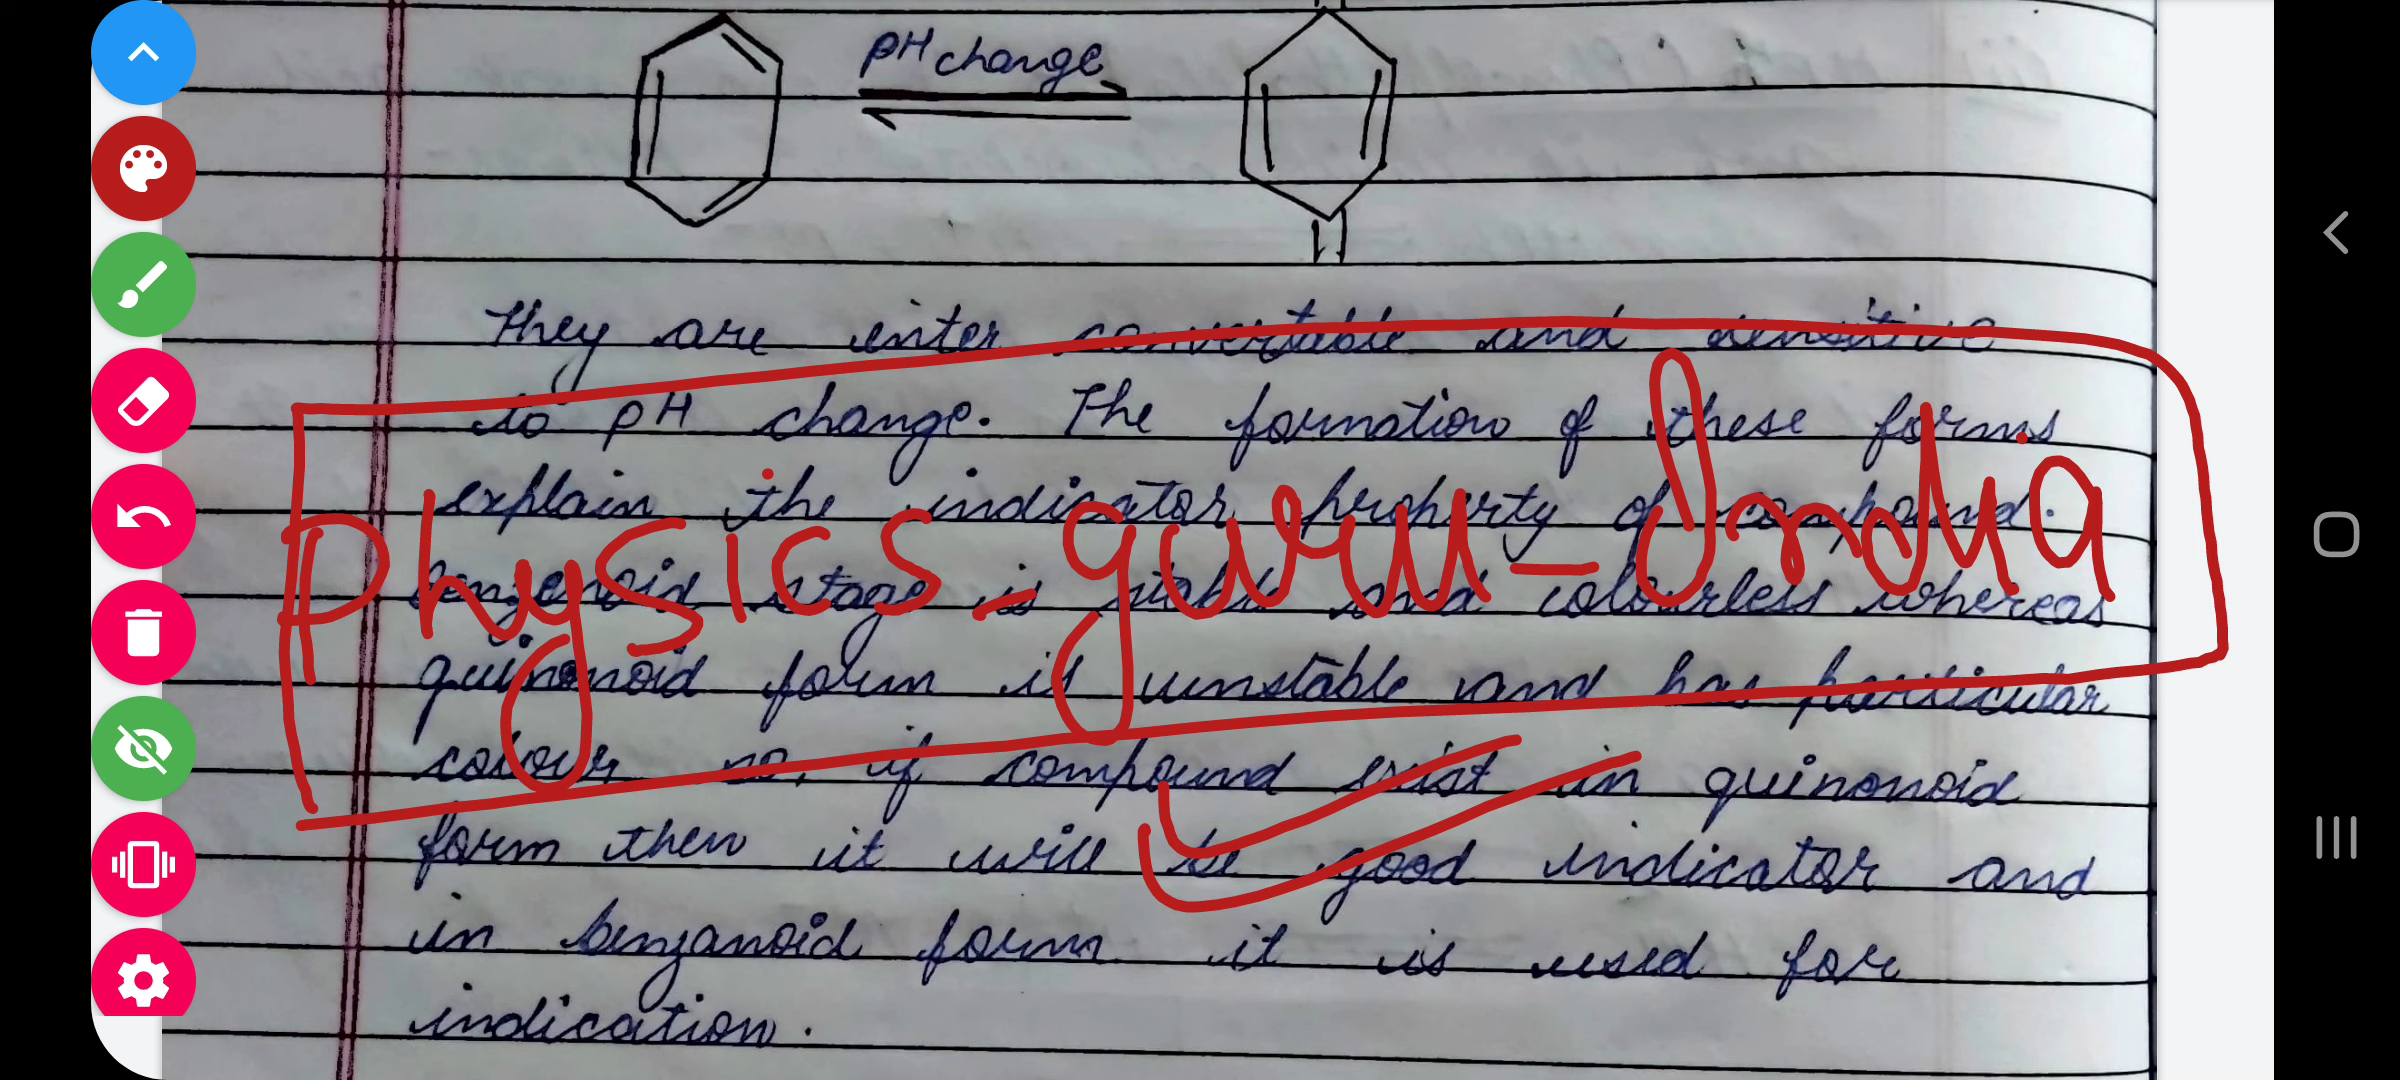 pH change
They are inter convertable and sensitive
to pH change. The formation of these forms
explain the indicator property of compound.
benzenoid stage is stable and colourless whereas
Physics-guru-India
quinonoid form is unstable and has particular
colour so, if compound exist in quinonoid
form then it will be good indicator and
in benzanoid form it is used for
indication.